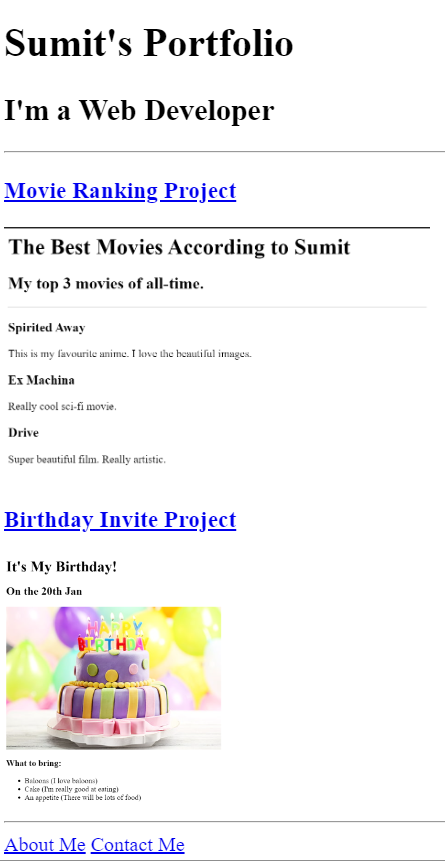 Sumit's Portfolio
I'm a Web Developer
Movie Ranking Project
The Best Movies According to Sumit
My top 3 movies of all-time.
Spirited Away
This is my favourite anime. I love the beautiful images.
Ex Machina
Really cool sci-fi movie.
Drive
Super beautiful film. Really artistic.
Birthday Invite Project
It's My Birthday!
On the 20th Jan
HAPPY
BIRTHDA
What to bring:
Baloons (I love baloons)
Cake (I'm really good at eating)
An appetite (There will be lots of food)
About Me Contact Me